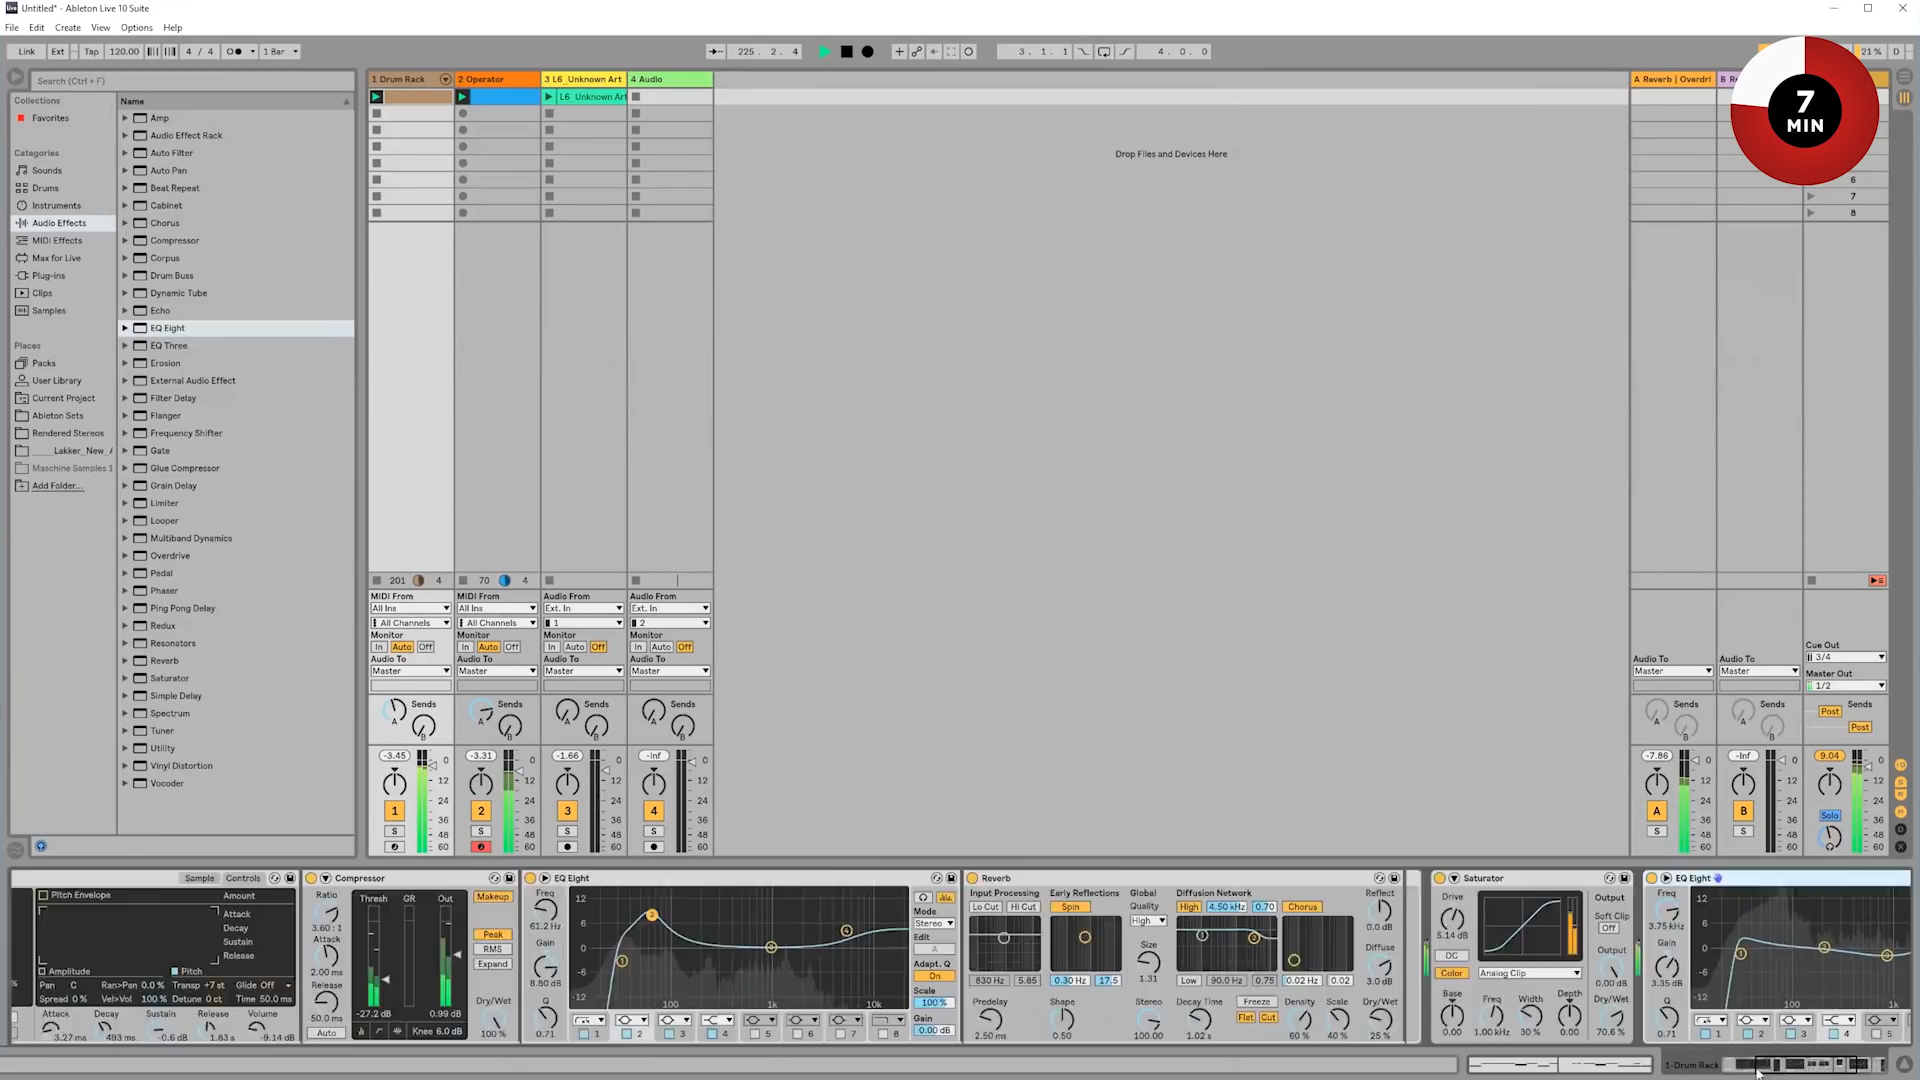 Untitled* - Ableton Live 10 Suite
File Edit Create View Options Help
Link Ext Tap 120.00 4 / 4 1 Bar 225. 2. 4 3. 1. 1 4. 0. 0 21% D
7
MIN
Search (Ctrl + F)
Collections
Favorites
Categories
Sounds
Drums
Instruments
Audio Effects
MIDI Effects
Max for Live
Plug-ins
Clips
Samples
Places
Packs
User Library
Current Project
Ableton Sets
Rendered Stereos
____Lakker_New_A
Maschine Samples 1
Add Folder...
Name
Amp
Audio Effect Rack
Auto Filter
Auto Pan
Beat Repeat
Cabinet
Chorus
Compressor
Corpus
Drum Buss
Dynamic Tube
Echo
EQ Eight
EQ Three
Erosion
External Audio Effect
Filter Delay
Flanger
Frequency Shifter
Gate
Glue Compressor
Grain Delay
Limiter
Looper
Multiband Dynamics
Overdrive
Pedal
Phaser
Ping Pong Delay
Redux
Resonators
Reverb
Saturator
Simple Delay
Spectrum
Tuner
Utility
Vinyl Distortion
Vocoder
1 Drum Rack 2 Operator 3 L6_Unknown Art 4 Audio A Reverb | Overdri B Re
L6_Unknown Art
Drop Files and Devices Here
6
7
8
201 4 70 4
MIDI From MIDI From Audio From Audio From
All Ins All Ins Ext. In Ext. In
All Channels All Channels 1 2
Monitor Monitor Monitor Monitor Cue Out
In Auto Off In Auto Off In Auto Off In Auto Off 3/4
Audio To Audio To Audio To Audio To Audio To Audio To Master Out
Master Master Master Master Master Master 1/2
Sends Sends Sends Sends Sends Sends Sends
A B A B A B A B A B A B Post Post
-3.45 -3.31 -1.66 -Inf -7.86 -Inf 9.04
0 0 0 0 0 0 0
12 12 12 12 12 12 12
24 24 24 24 24 24 24
1 2 3 4 A B Solo
36 36 36 36 36 36 36
S S S S S S
48 48 48 48 48 48 48
60 60 60 60 60 60 60
Sample Controls
Pitch Envelope Amount
Attack
Decay
Sustain
Release
Amplitude Pitch
Pan C Ran>Pan 0.0 % Transp +7 st Glide Off
Spread 0 % Vel>Vol 100 % Detune 0 ct Time 50.0 ms
Attack Decay Sustain Release Volume
3.27 ms 493 ms -0.6 dB 1.83 s -9.14 dB
Compressor
Ratio Thresh GR Out Makeup
3.60 : 1
Attack Peak
RMS
2.00 ms Expand
Release
50.0 ms Dry/Wet
-27.2 dB 0.99 dB
Auto Knee 6.0 dB 100 %
EQ Eight
Freq 12 Mode
61.2 Hz 6 Stereo
Gain 0 Edit
A
-6 Adapt. Q
8.80 dB On
Q -12 100 1k 10k Scale
100 %
Gain
0.71 1 2 3 4 5 6 7 8 0.00 dB
Reverb
Input Processing Early Reflections Global Diffusion Network Reflect
Lo Cut Hi Cut Spin Quality High 4.50 kHz 0.70 Chorus
High 0.0 dB
Size Diffuse
830 Hz 5.85 0.30 Hz 17.5 1.31 Low 90.0 Hz 0.75 0.02 Hz 0.02 3.0 dB
Predelay Shape Stereo Decay Time Freeze Density Scale Dry/Wet
Flat Cut
2.50 ms 0.50 100.00 1.02 s 60 % 40 % 25 %
Saturator
Drive Output
5.14 dB Soft Clip
Off
DC Output
Color Analog Clip 0.00 dB
Base Freq Width Depth Dry/Wet
0.00 1.00 kHz 30 % 0.00 70.6 %
EQ Eight
Freq 12
3.75 kHz 6
Gain 0
3.35 dB -6
Q -12 100 1k
0.71 1 2 3 4 5
1-Drum Rack